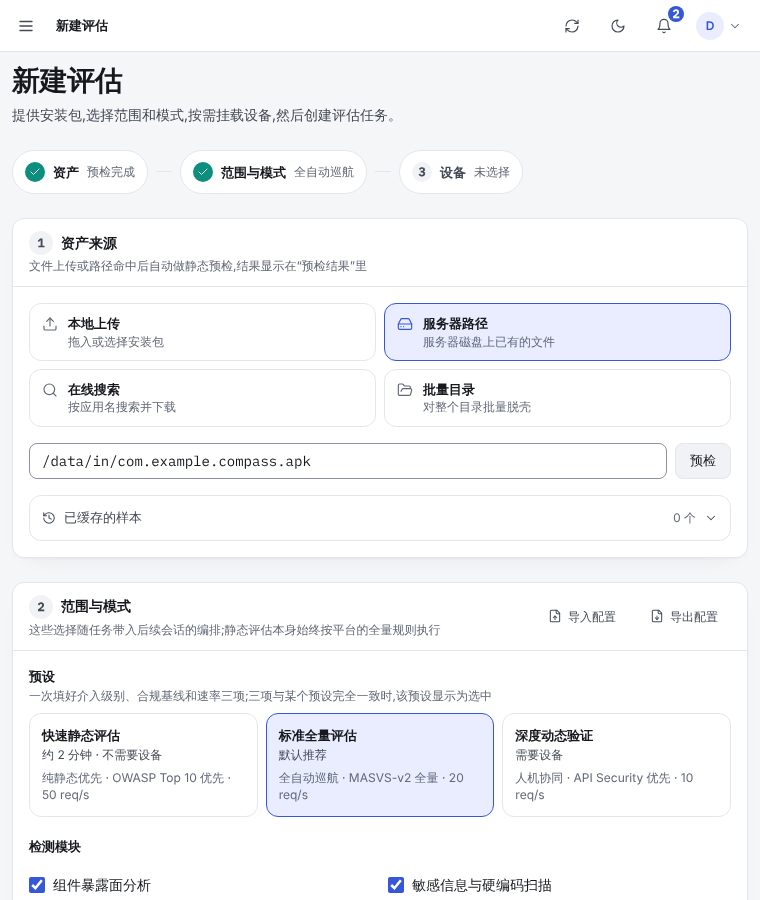 新建评估
2
D
新建评估
提供安装包,选择范围和模式,按需挂载设备,然后创建评估任务。
资产 预检完成
范围与模式 全自动巡航
3 设备 未选择
1 资产来源
文件上传或路径命中后自动做静态预检,结果显示在“预检结果”里
本地上传
拖入或选择安装包
服务器路径
服务器磁盘上已有的文件
在线搜索
按应用名搜索并下载
批量目录
对整个目录批量脱壳
/data/in/com.example.compass.apk
预检
已缓存的样本
0 个
2 范围与模式
这些选择随任务带入后续会话的编排;静态评估本身始终按平台的全量规则执行
导入配置
导出配置
预设
一次填好介入级别、合规基线和速率三项;三项与某个预设完全一致时,该预设显示为选中
快速静态评估
约 2 分钟 · 不需要设备
纯静态优先 · OWASP Top 10 优先 ·
50 req/s
标准全量评估
默认推荐
全自动巡航 · MASVS-v2 全量 · 20
req/s
深度动态验证
需要设备
人机协同 · API Security 优先 · 10
req/s
检测模块
组件暴露面分析
敏感信息与硬编码扫描